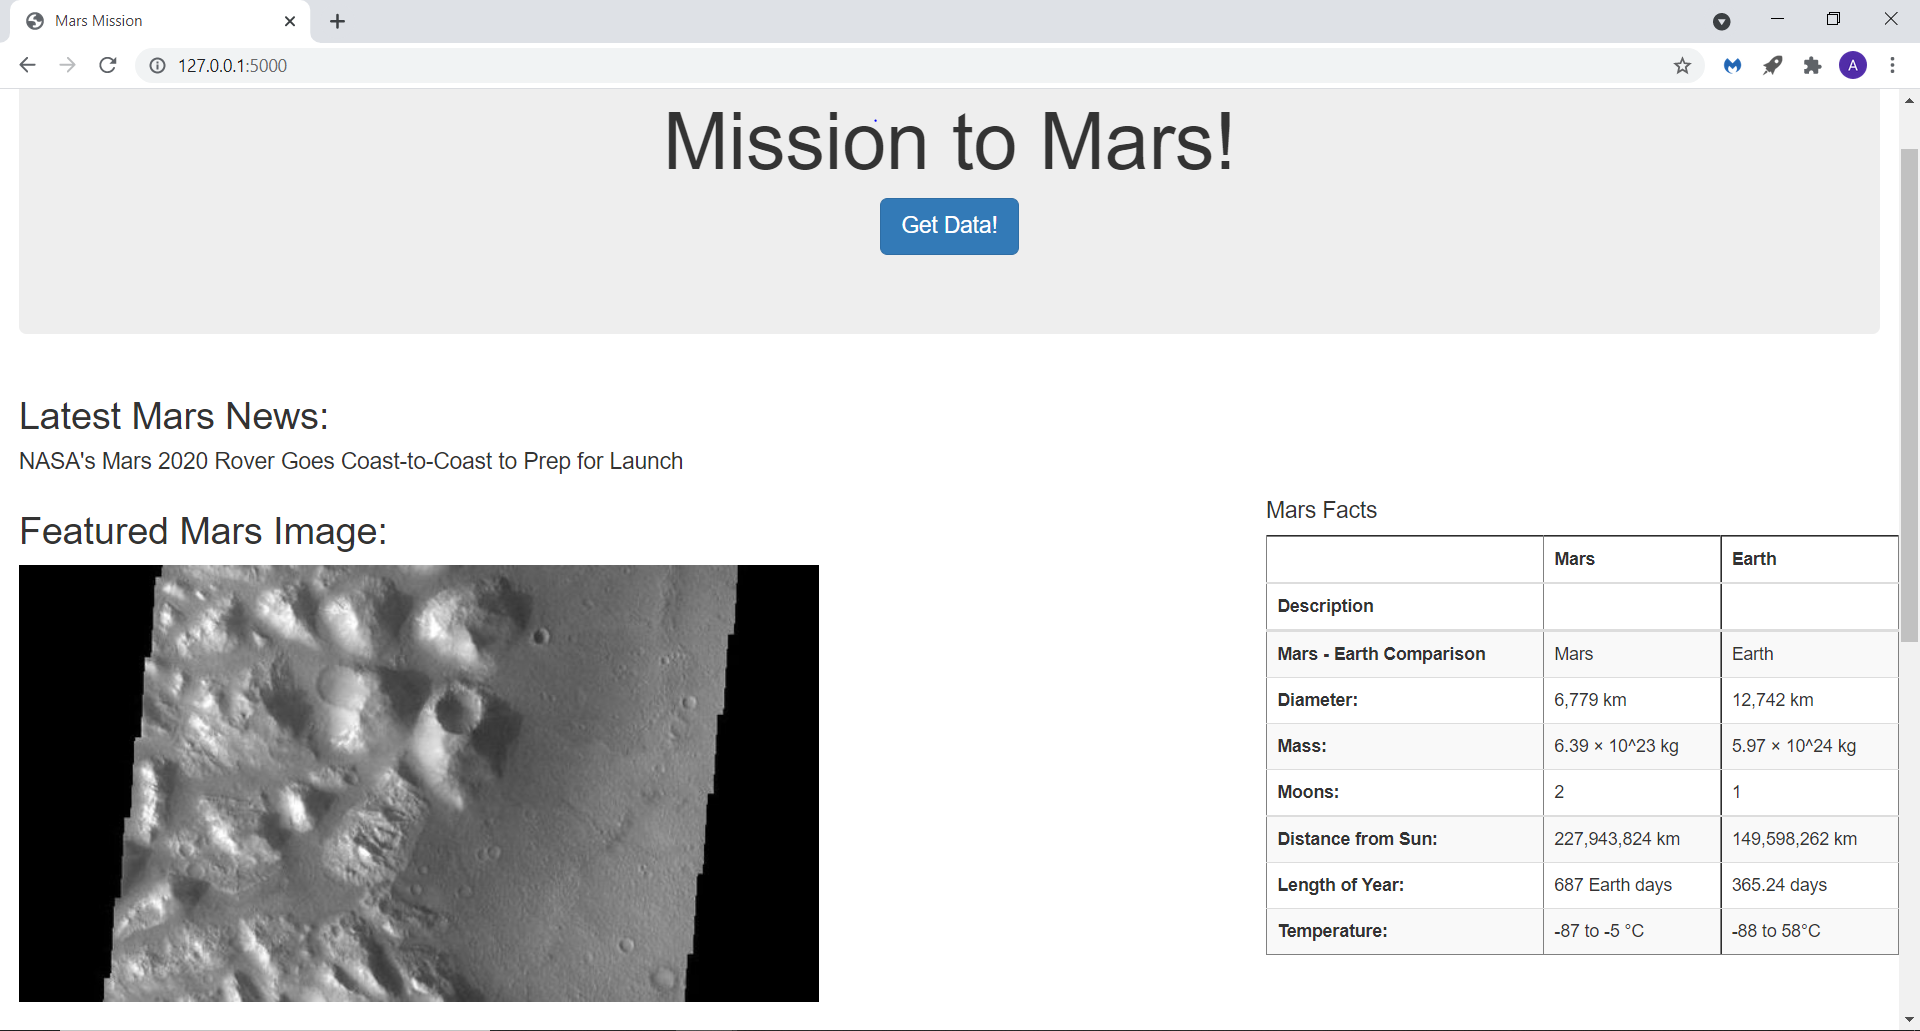 Mars Mission
127.0.0.1:5000
A
Mission to Mars!
Get Data!
Latest Mars News:
NASA's Mars 2020 Rover Goes Coast-to-Coast to Prep for Launch
Featured Mars Image:
Mars Facts
Mars Earth
Description
Mars - Earth Comparison Mars Earth
Diameter: 6,779 km 12,742 km
Mass: 6.39 × 10^23 kg 5.97 × 10^24 kg
Moons: 2 1
Distance from Sun: 227,943,824 km 149,598,262 km
Length of Year: 687 Earth days 365.24 days
Temperature: -87 to -5 °C -88 to 58°C